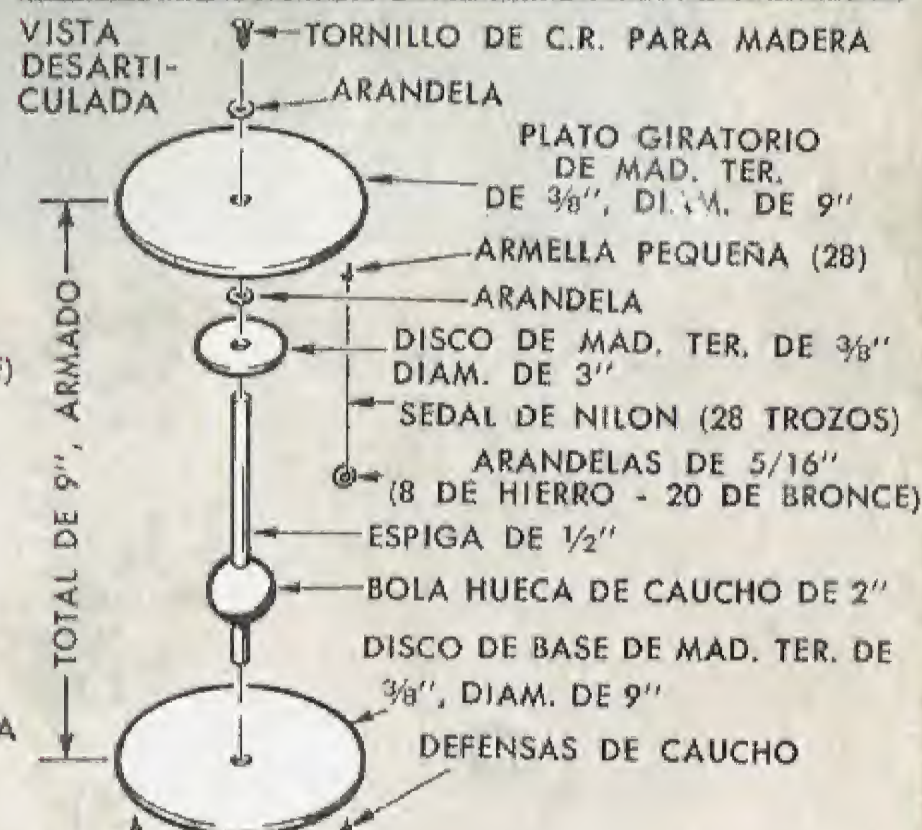 VISTA
DESARTI-
CULADA
TORNILLO DE C.R. PARA MADERA
ARANDELA
PLATO GIRATORIO
DE MAD. TER.
DE 3/8", DIAM. DE 9"
ARMELLA PEQUEÑA (28)
ARANDELA
DISCO DE MAD. TER. DE 3/8"
DIAM. DE 3"
SEDAL DE NILON (28 TROZOS)
ARANDELAS DE 5/16"
(8 DE HIERRO - 20 DE BRONCE)
ESPIGA DE 1/2"
BOLA HUECA DE CAUCHO DE 2"
DISCO DE BASE DE MAD. TER. DE
3/8", DIAM. DE 9"
DEFENSAS DE CAUCHO
TOTAL DE 9", ARMADO
A